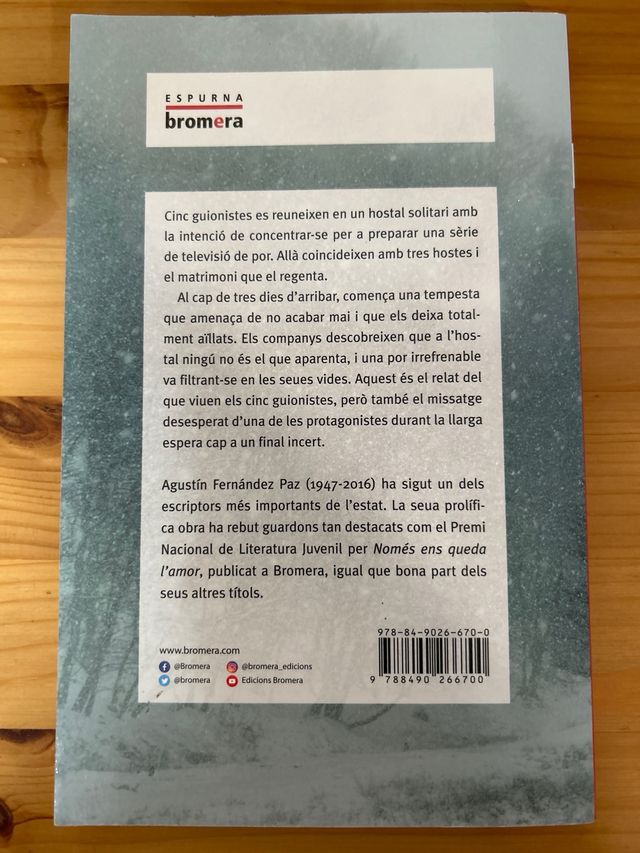 ESPURNA
bromera
Cinc guionistes es reuneixen en un hostal solitari amb
la intenció de concentrar-se per a preparar una sèrie
de televisió de por. Allà coincideixen amb tres hostes i
el matrimoni que el regenta.
Al cap de tres dies d'arribar, comença una tempesta
que amenaça de no acabar mai i que els deixa total-
ment aïllats. Els companys descobreixen que a l'hos-
tal ningú no és el que aparenta, i una por irrefrenable
va filtrant-se en les seues vides. Aquest és el relat del
que viuen els cinc guionistes, però també el missatge
desesperat d'una de les protagonistes durant la llarga
espera cap a un final incert.
Agustín Fernández Paz (1947-2016) ha sigut un dels
escriptors més importants de l'estat. La seua prolífi-
ca obra ha rebut guardons tan destacats com el Premi
Nacional de Literatura Juvenil per Només ens queda
l'amor, publicat a Bromera, igual que bona part dels
seus altres títols.
978-84-9026-670-0
www.bromera.com
@Bromera @bromera_edicions
@bromera Edicions Bromera
9 788490 266700